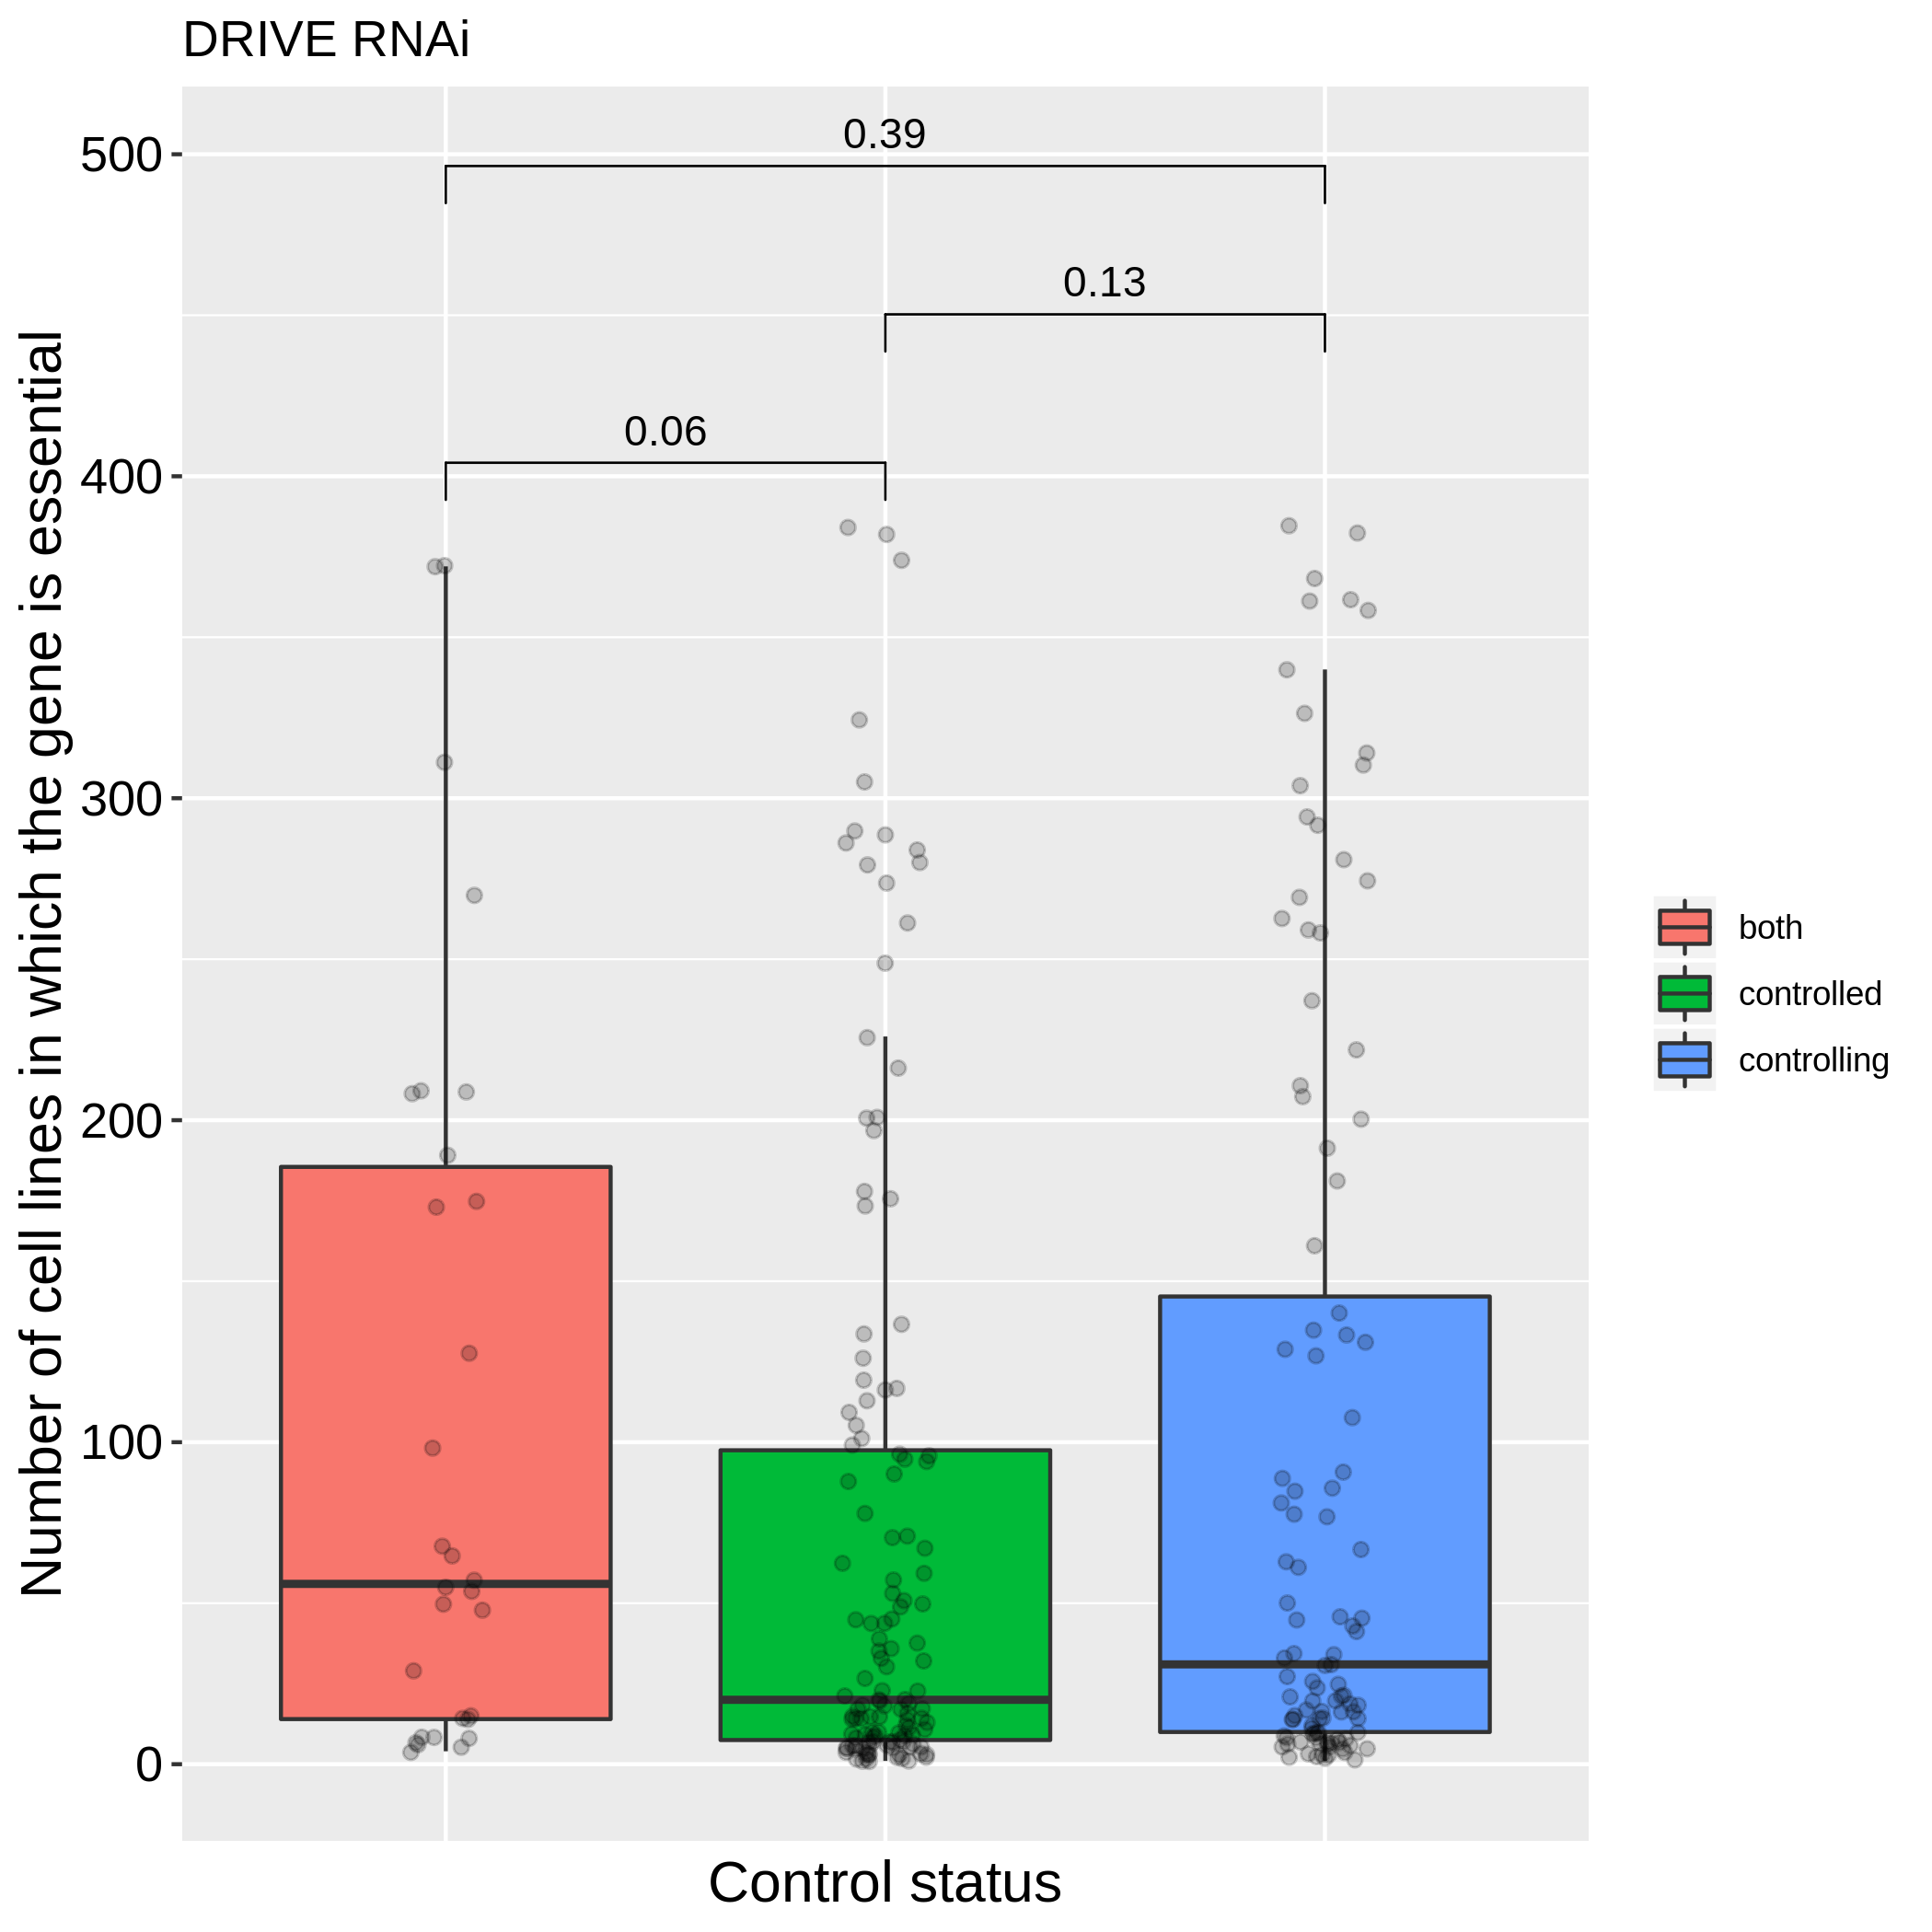 DRIVE RNAi
Number of cell lines in which the gene is essential
500
400
300
200
100
0
0.39
0.13
0.06
Control status
both
controlled
controlling